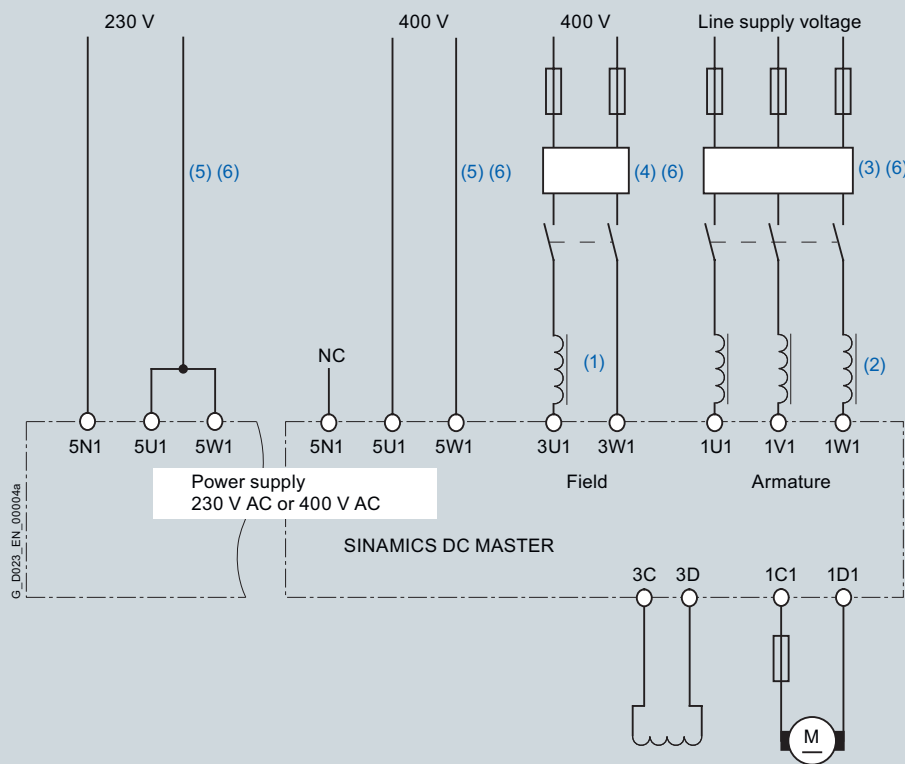 230 V
400 V
400 V
Line supply voltage
(5) (6)
(5) (6)
(4) (6)
(3) (6)
NC
(1)
(2)
5N1
5U1
5W1
5N1
5U1
5W1
3U1
3W1
1U1
1V1
1W1
Power supply
230 V AC or 400 V AC
Field
Armature
G_D023_EN_00004a
SINAMICS DC MASTER
3C
3D
1C1
1D1
M